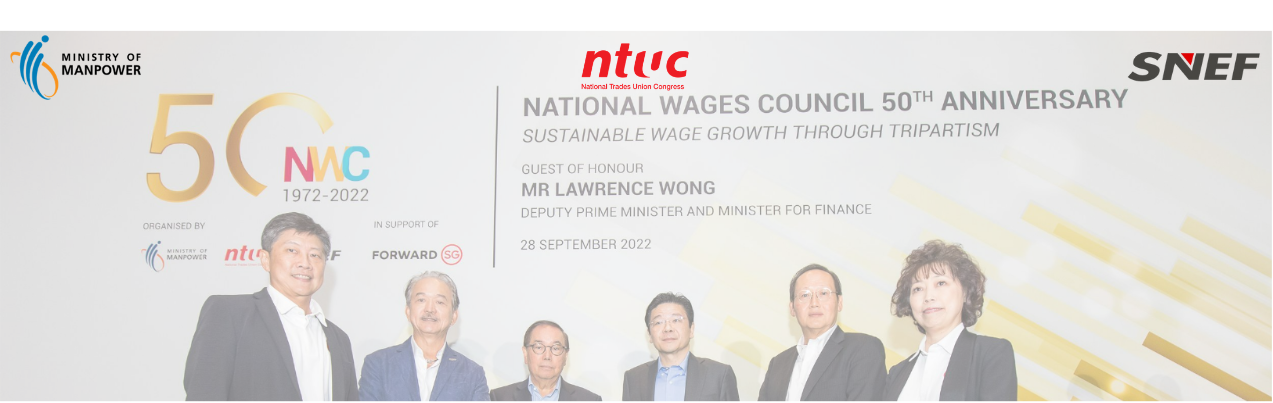 MINISTRY OF
MANPOWER
ntuc
National Trades Union Congress
SNEF
50
NWC
1972-2022
NATIONAL WAGES COUNCIL 50TH ANNIVERSARY
SUSTAINABLE WAGE GROWTH THROUGH TRIPARTISM
GUEST OF HONOUR
MR LAWRENCE WONG
DEPUTY PRIME MINISTER AND MINISTER FOR FINANCE
28 SEPTEMBER 2022
ORGANISED BY
IN SUPPORT OF
MINISTRY OF
MANPOWER
FORWARD SG